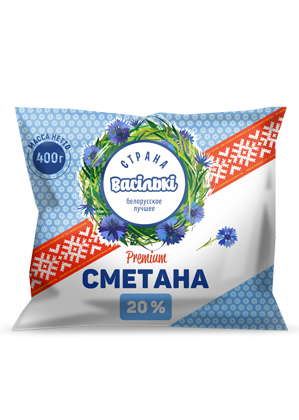 МАССА НЕТТО
400г
СТРАНА
Васількі
белорусское
лучшее
Premium
СМЕТАНА
20 %